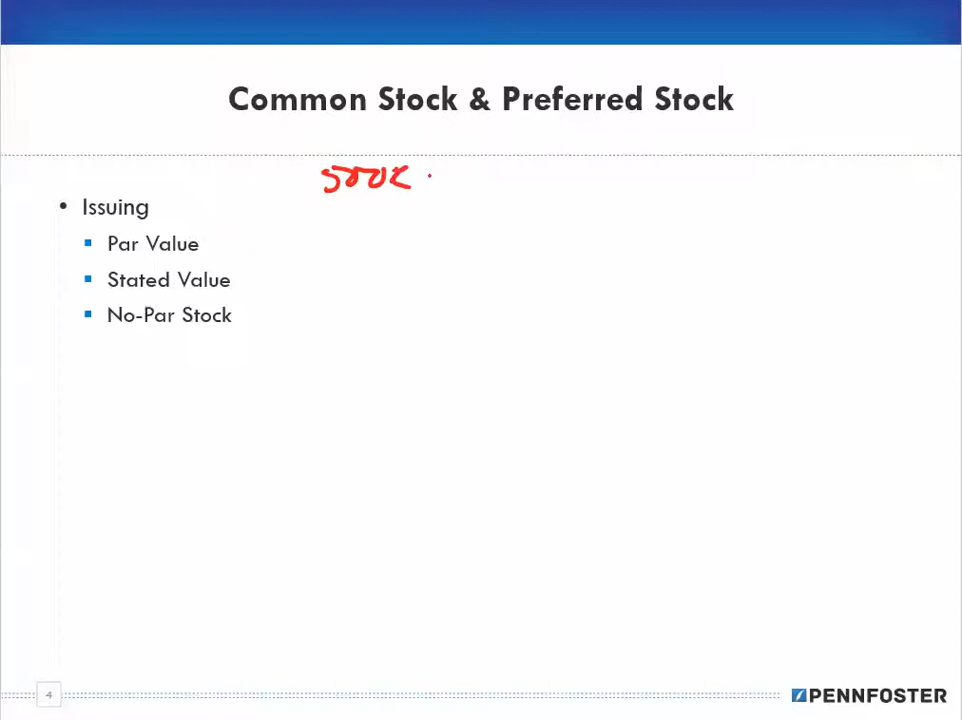 Common Stock & Preferred Stock
• Issuing
▪ Par Value
▪ Stated Value
▪ No-Par Stock
4
PENNFOSTER